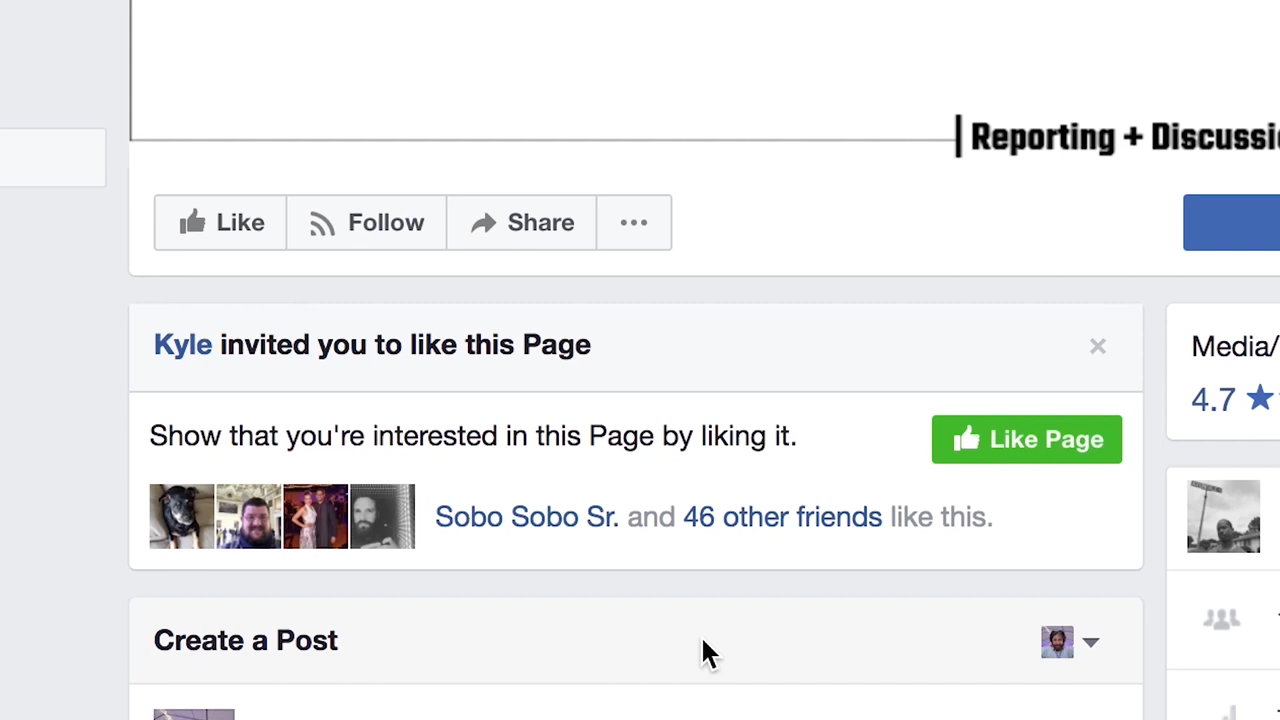 Reporting + Discussi
Like Follow Share
Kyle invited you to like this Page
×
Media/
4.7 ★
Show that you're interested in this Page by liking it.
Like Page
Sobo Sobo Sr. and 46 other friends like this.
Create a Post